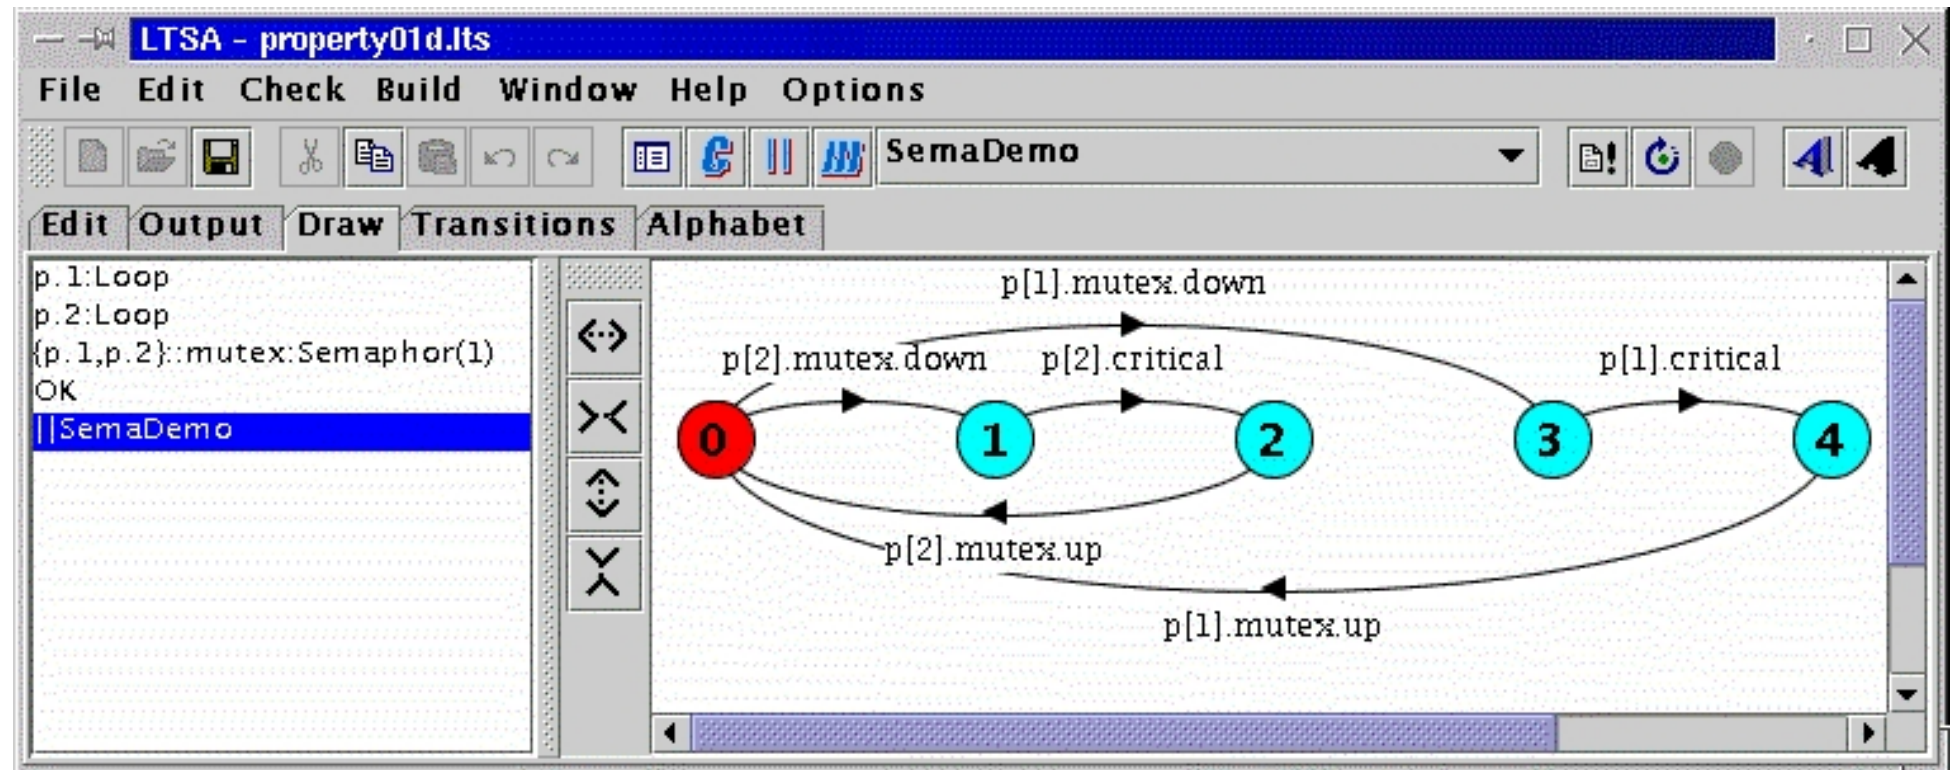 LTSA - property01d.lts
File Edit Check Build Window Help Options
SemaDemo
Edit Output Draw Transitions Alphabet
p.1:Loop
p.2:Loop
{p.1,p.2}::mutex:Semaphor(1)
OK
||SemaDemo
p[1].mutex.down
p[2].mutex.down p[2].critical p[1].critical
0 1 2 3 4
p[2].mutex.up
p[1].mutex.up